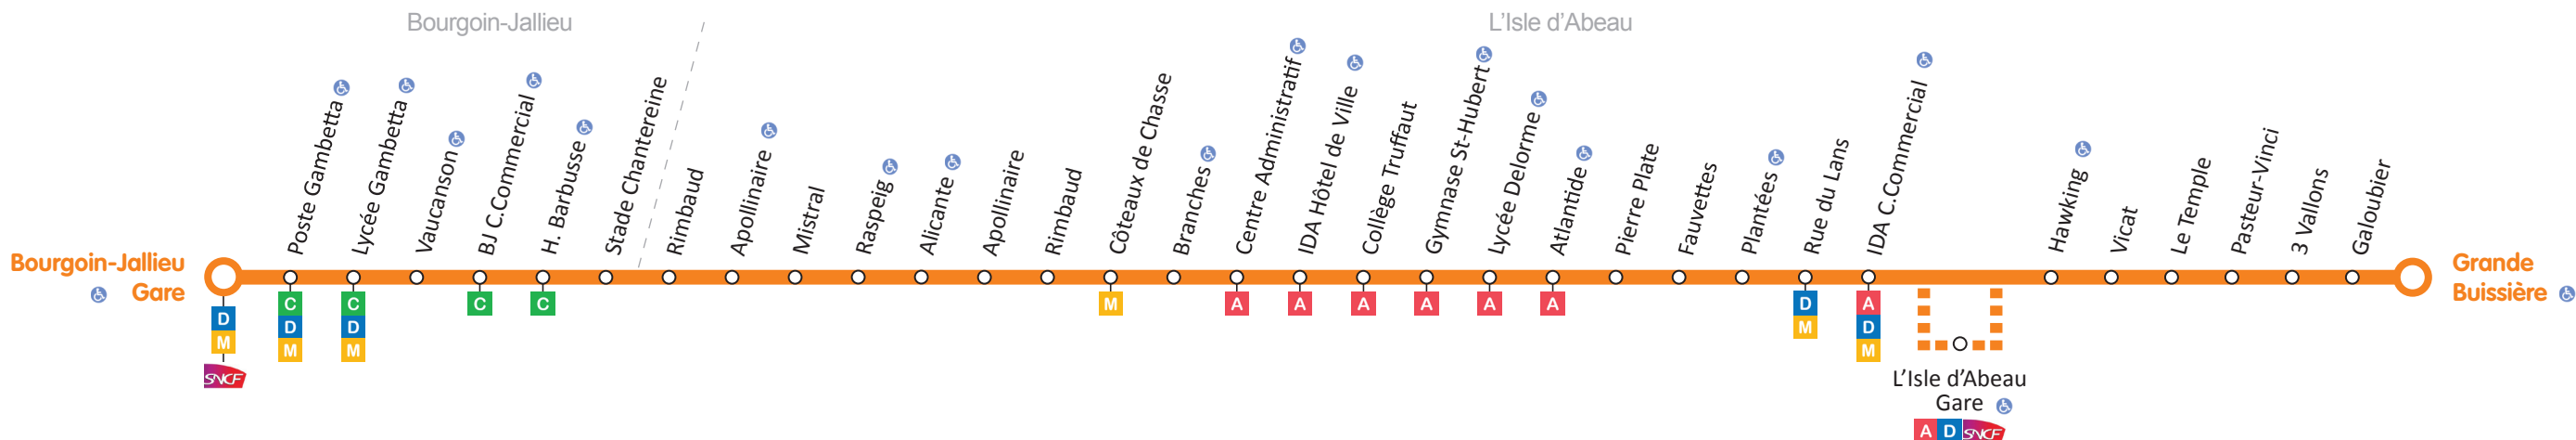 Bourgoin-Jallieu
L'Isle d'Abeau
Bourgoin-Jallieu
Gare
D
M
SNCF
Poste Gambetta
C
D
M
Lycée Gambetta
C
D
M
Vaucanson
BJ C.Commercial
C
H. Barbusse
C
Stade Chantereine
Rimbaud
Apollinaire
Mistral
Raspeig
Alicante
Apollinaire
Rimbaud
Côteaux de Chasse
M
Branches
Centre Administratif
A
IDA Hôtel de Ville
A
Collège Truffaut
A
Gymnase St-Hubert
A
Lycée Delorme
A
Atlantide
A
Pierre Plate
Fauvettes
Plantées
Rue du Lans
D
M
IDA C.Commercial
A
D
M
L'Isle d'Abeau
Gare
A D SNCF
Hawking
Vicat
Le Temple
Pasteur-Vinci
3 Vallons
Galoubier
Grande
Buissière